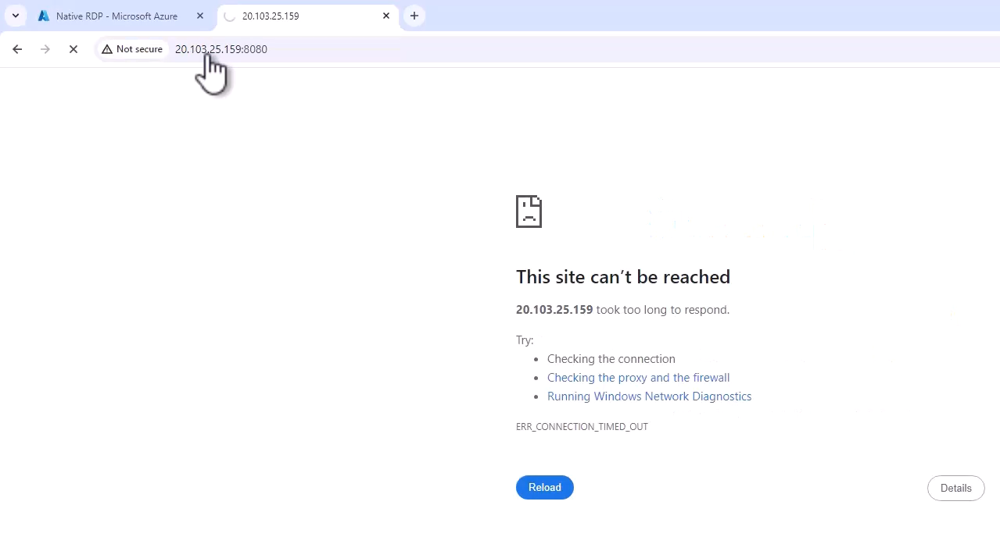 Native RDP - Microsoft Azure
20.103.25.159
Not secure
20.103.25.159:8080
This site can't be reached
20.103.25.159 took too long to respond.
Try:
Checking the connection
Checking the proxy and the firewall
Running Windows Network Diagnostics
ERR_CONNECTION_TIMED_OUT
Reload
Details